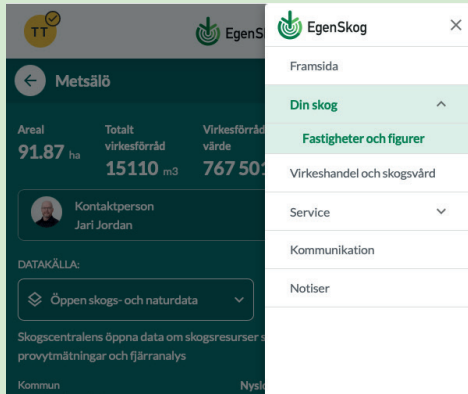 TT
EgenS
Metsälö
Areal
91.87 ha
Totalt virkesförråd
15110 m3
Virkesförråd
värde
767 501
Kontaktperson
Jari Jordan
DATAKÄLLA:
Öppen skogs- och naturdata
Skogscentralens öppna data om skogsresurser s
provytmätningar och fjärranalys
Kommun
Nyslo
EgenSkog
Framsida
Din skog
Fastigheter och figurer
Virkeshandel och skogsvård
Service
Kommunikation
Notiser